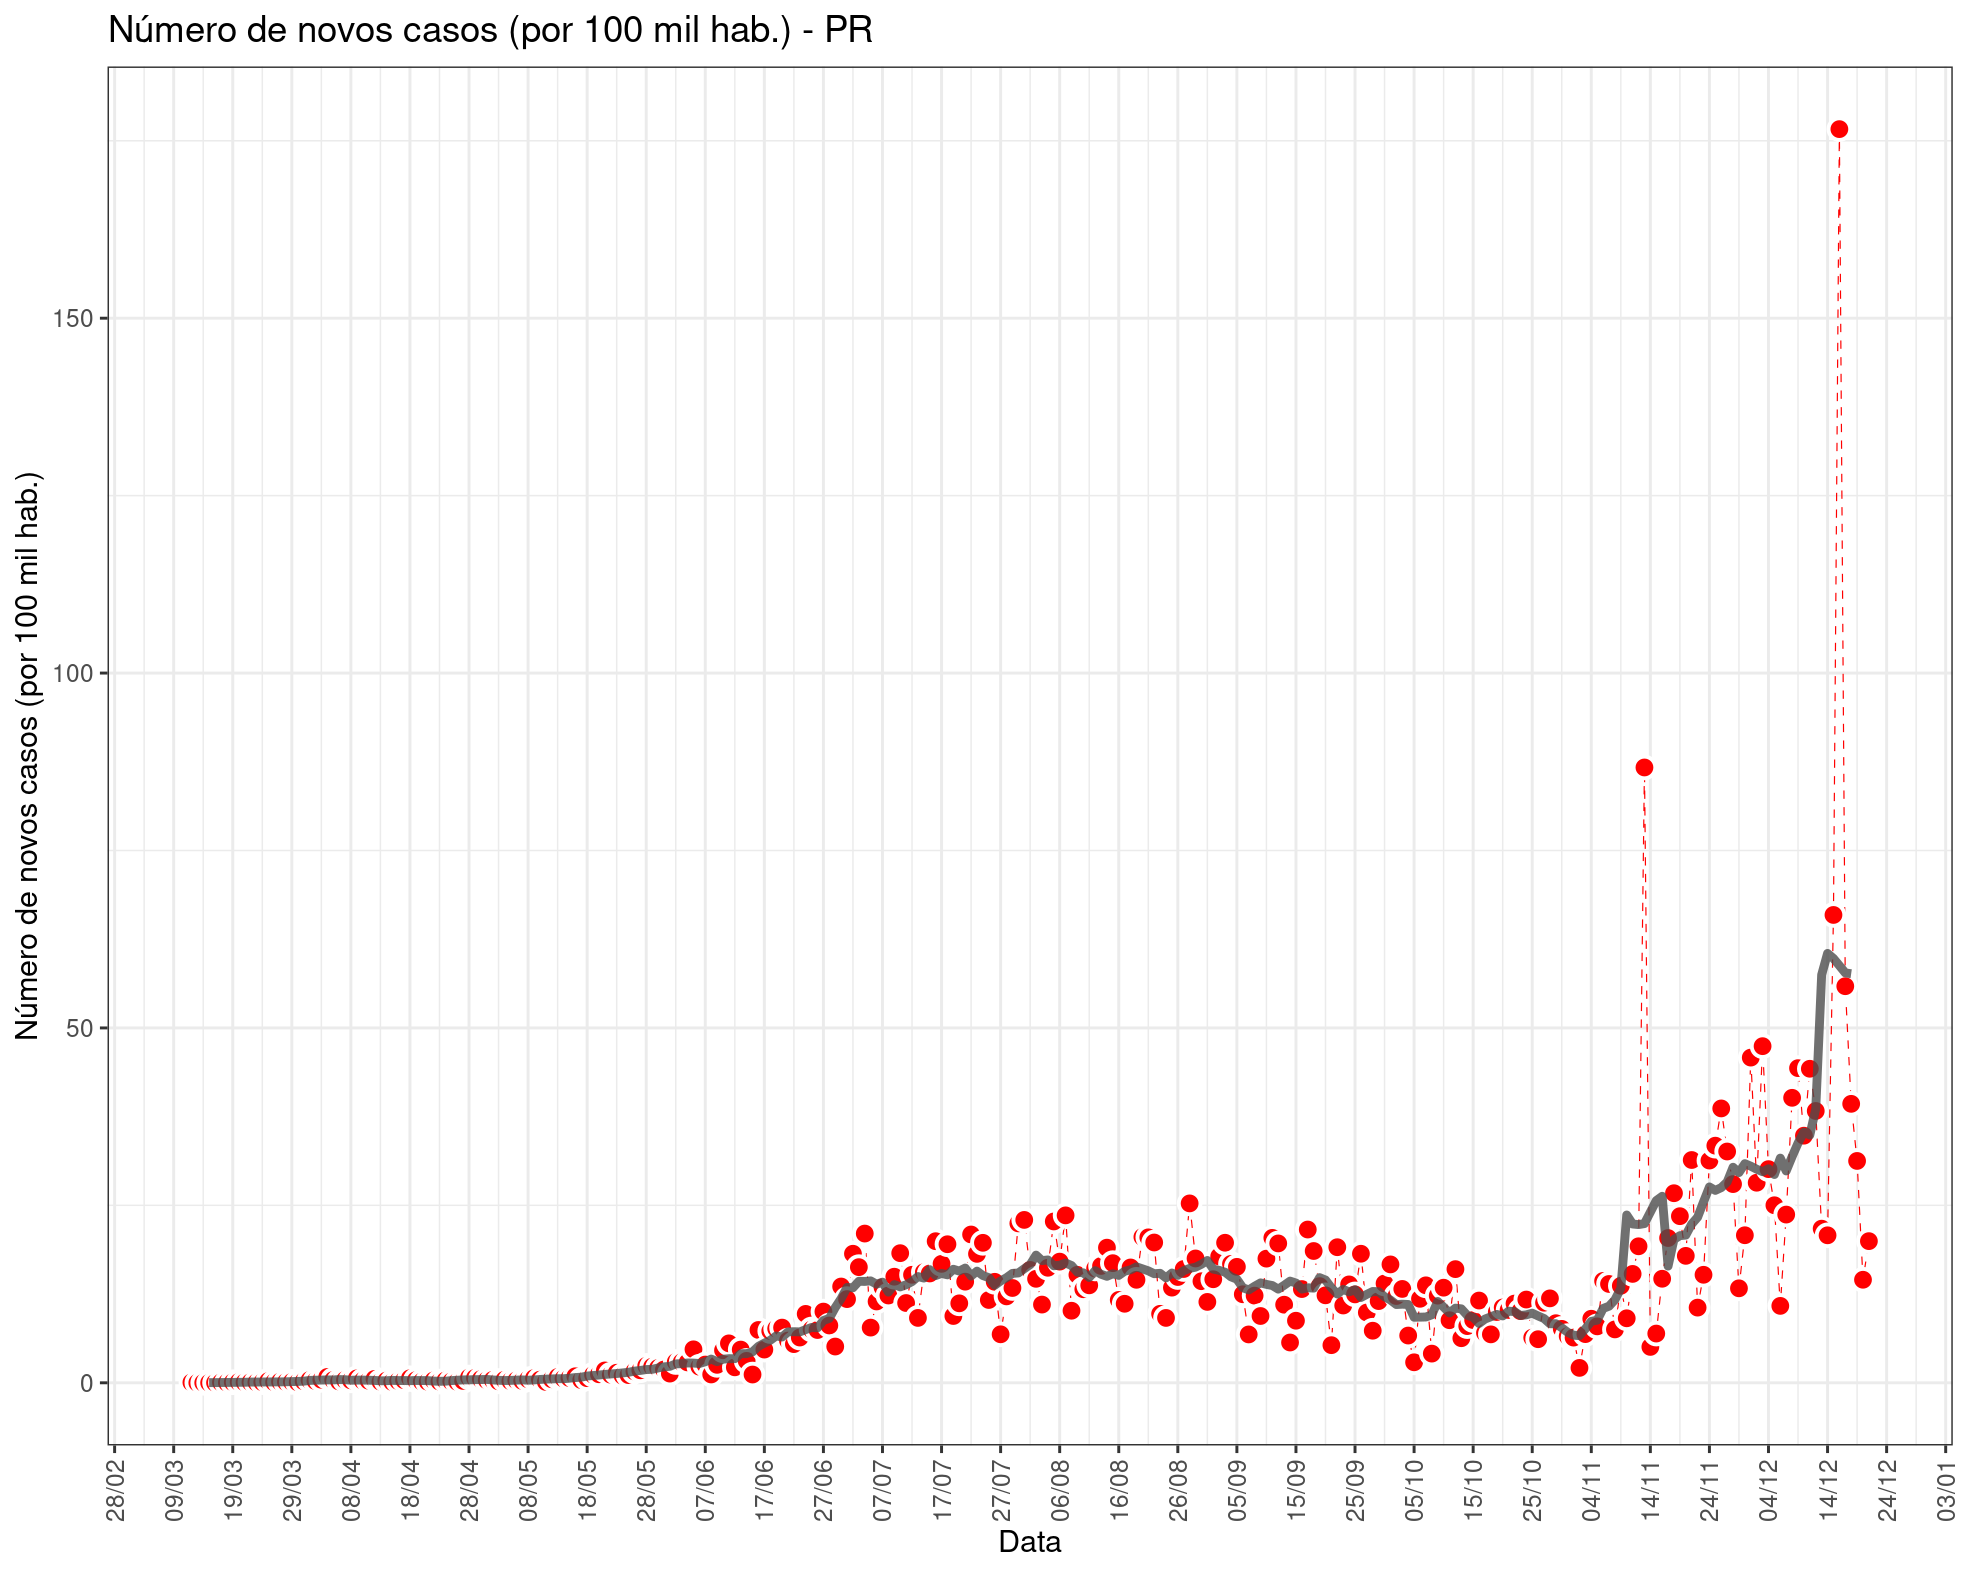 Número de novos casos (por 100 mil hab.) - PR
Número de novos casos (por 100 mil hab.)
150
100
50
0
28/02 09/03 19/03 29/03 08/04 18/04 28/04 08/05 18/05 28/05 07/06 17/06 27/06 07/07 17/07 27/07 06/08 16/08 26/08 05/09 15/09 25/09 05/10 15/10 25/10 04/11 14/11 24/11 04/12 14/12 24/12 03/01
Data